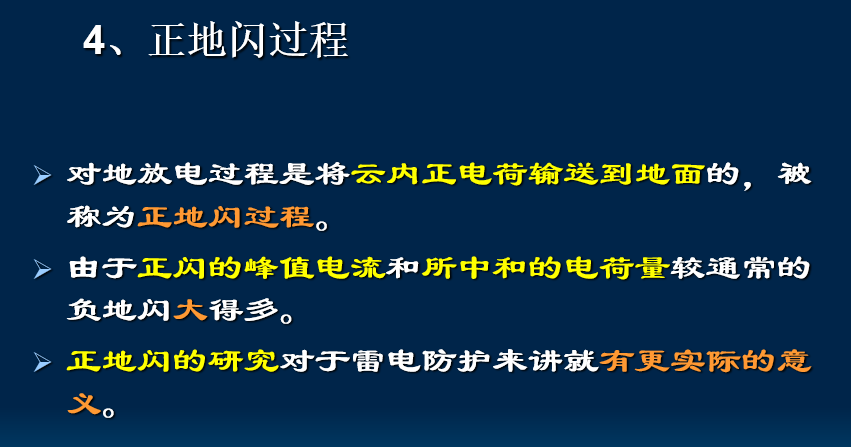 4、正地闪过程
对地放电过程是将云内正电荷输送到地面的，被
称为正地闪过程。
由于正闪的峰值电流和所中和的电荷量较通常的
负地闪大得多。
正地闪的研究对于雷电防护来讲就有更实际的意
义。